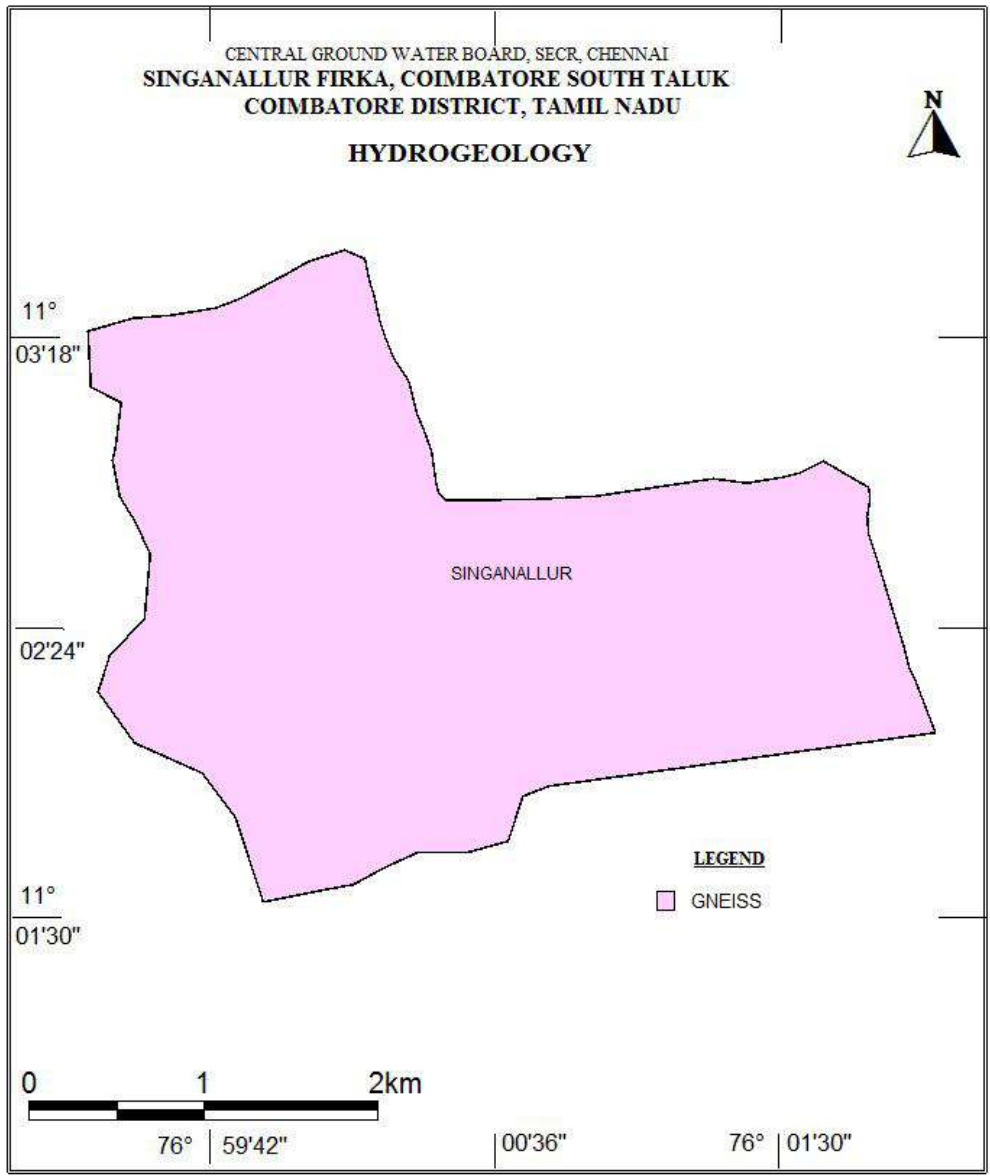 CENTRAL GROUND WATER BOARD, SECR, CHENNAI
SINGANALLUR FIRKA, COIMBATORE SOUTH TALUK
COIMBATORE DISTRICT, TAMIL NADU
HYDROGEOLOGY
N
11°
03'18"
SINGANALLUR
02'24"
LEGEND
GNEISS
11°
01'30"
0 1 2km
76° 59'42" 00'36" 76° 01'30"